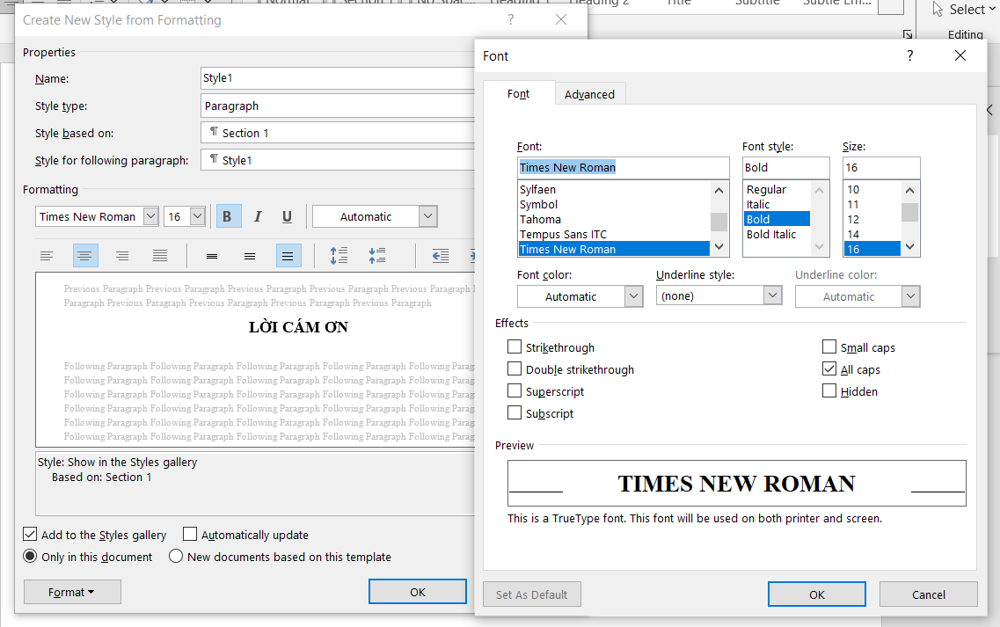 Normal Section 1 No Spac... Heading 1 Heading 2 Title Subtitle Subtle Em...
Select
Editing
Create New Style from Formatting ?
Properties
Name: Style1
Style type: Paragraph
Style based on: ¶ Section 1
Style for following paragraph: ¶ Style1
Formatting
Times New Roman 16 B I U Automatic
Previous Paragraph Previous Paragraph Previous Paragraph Previous Paragraph Previous Paragraph
Paragraph Previous Paragraph Previous Paragraph Previous Paragraph Previous Paragraph
LỜI CÁM ƠN
Following Paragraph Following Paragraph Following Paragraph Following Paragraph Following Parag
Following Paragraph Following Paragraph Following Paragraph Following Paragraph Following Parag
Following Paragraph Following Paragraph Following Paragraph Following Paragraph Following Parag
Following Paragraph Following Paragraph Following Paragraph Following Paragraph Following Parag
Following Paragraph Following Paragraph Following Paragraph Following Paragraph Following Parag
Following Paragraph Following Paragraph Following Paragraph Following Paragraph Following Parag
Style: Show in the Styles gallery
Based on: Section 1
Add to the Styles gallery Automatically update
Only in this document New documents based on this template
Format OK
Font ?
Font Advanced
Font: Font style: Size:
Times New Roman Bold 16
Sylfaen Regular 10
Symbol Italic 11
Tahoma Bold 12
Tempus Sans ITC Bold Italic 14
Times New Roman 16
Font color: Underline style: Underline color:
Automatic (none) Automatic
Effects
Strikethrough Small caps
Double strikethrough All caps
Superscript Hidden
Subscript
Preview
TIMES NEW ROMAN
This is a TrueType font. This font will be used on both printer and screen.
Set As Default OK Cancel